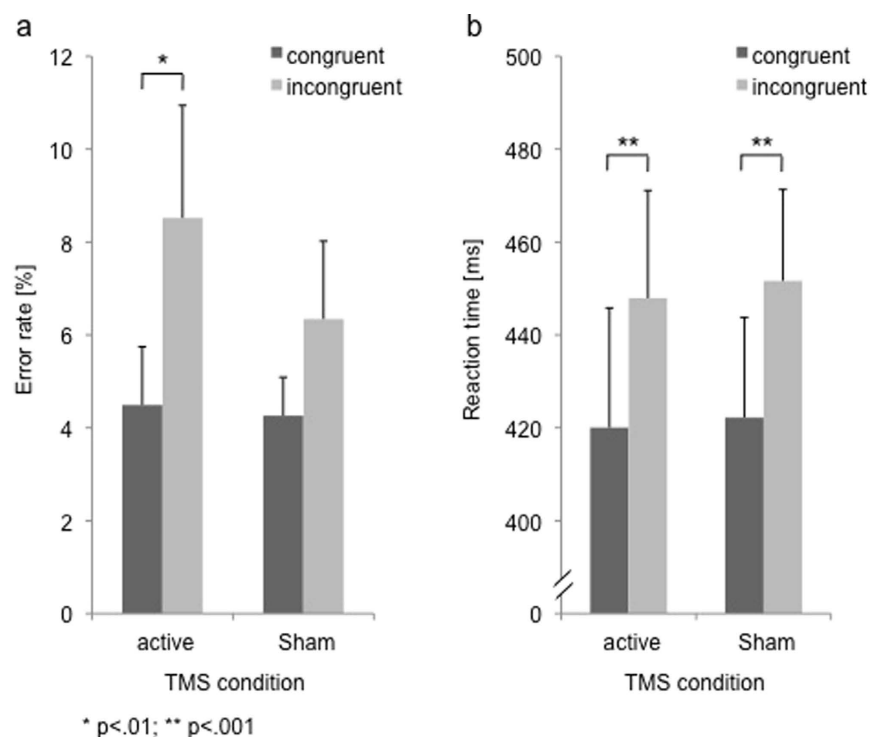 a
12
10
8
6
4
2
0
Error rate [%]
*
congruent
incongruent
active
Sham
TMS condition
b
500
480
460
440
420
400
0
Reaction time [ms]
**
**
congruent
incongruent
active
Sham
TMS condition
* p<.01; ** p<.001